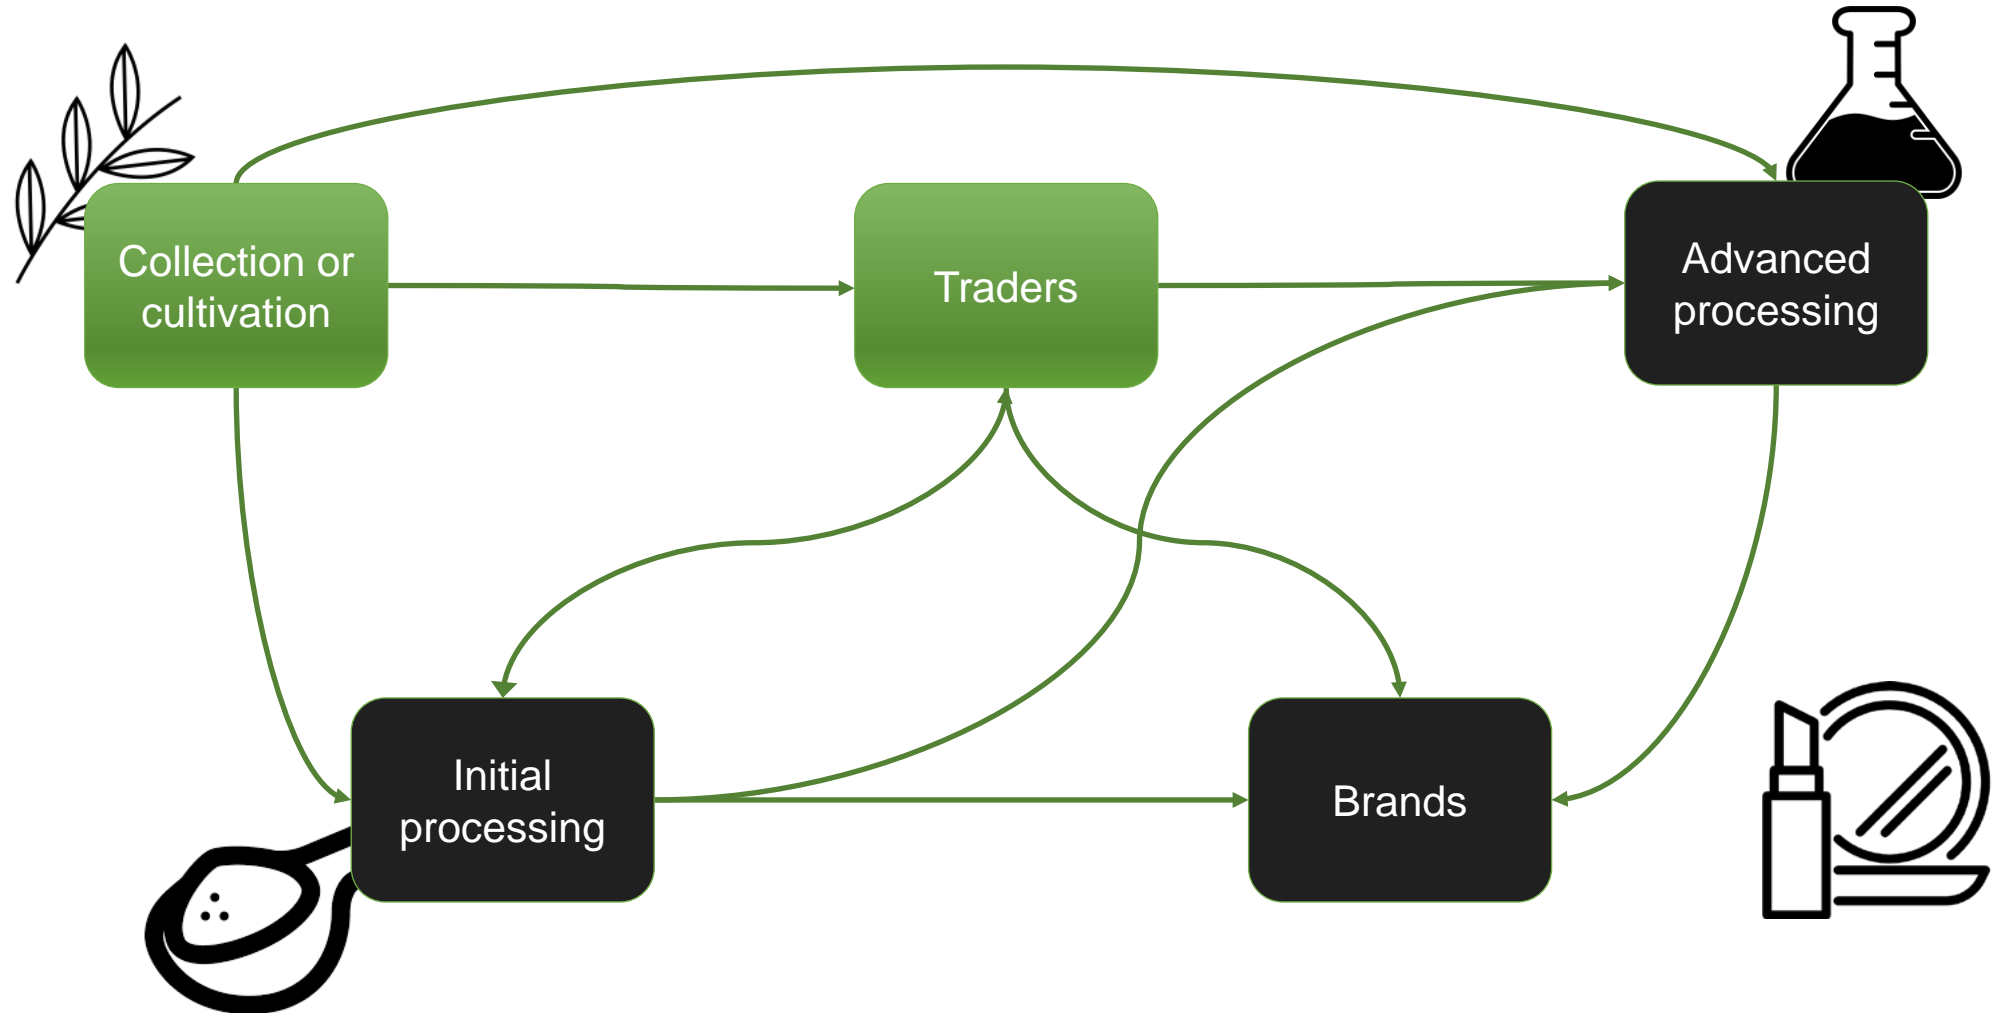 Collection or
cultivation
Traders
Advanced
processing
Initial
processing
Brands